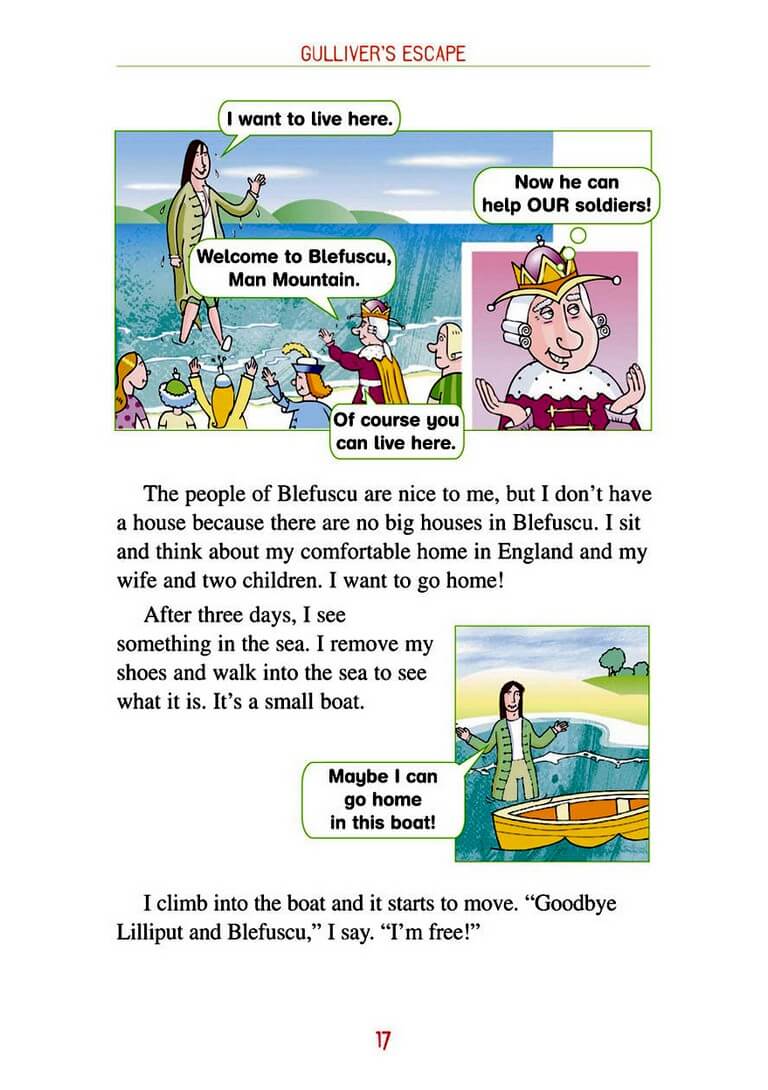 GULLIVER'S ESCAPE
I want to live here.
Now he can
help OUR soldiers!
Welcome to Blefuscu,
Man Mountain.
Of course you
can live here.
The people of Blefuscu are nice to me, but I don't have
a house because there are no big houses in Blefuscu. I sit
and think about my comfortable home in England and my
wife and two children. I want to go home!
After three days, I see
something in the sea. I remove my
shoes and walk into the sea to see
what it is. It's a small boat.
Maybe I can
go home
in this boat!
I climb into the boat and it starts to move. “Goodbye
Lilliput and Blefuscu,” I say. “I'm free!”
17